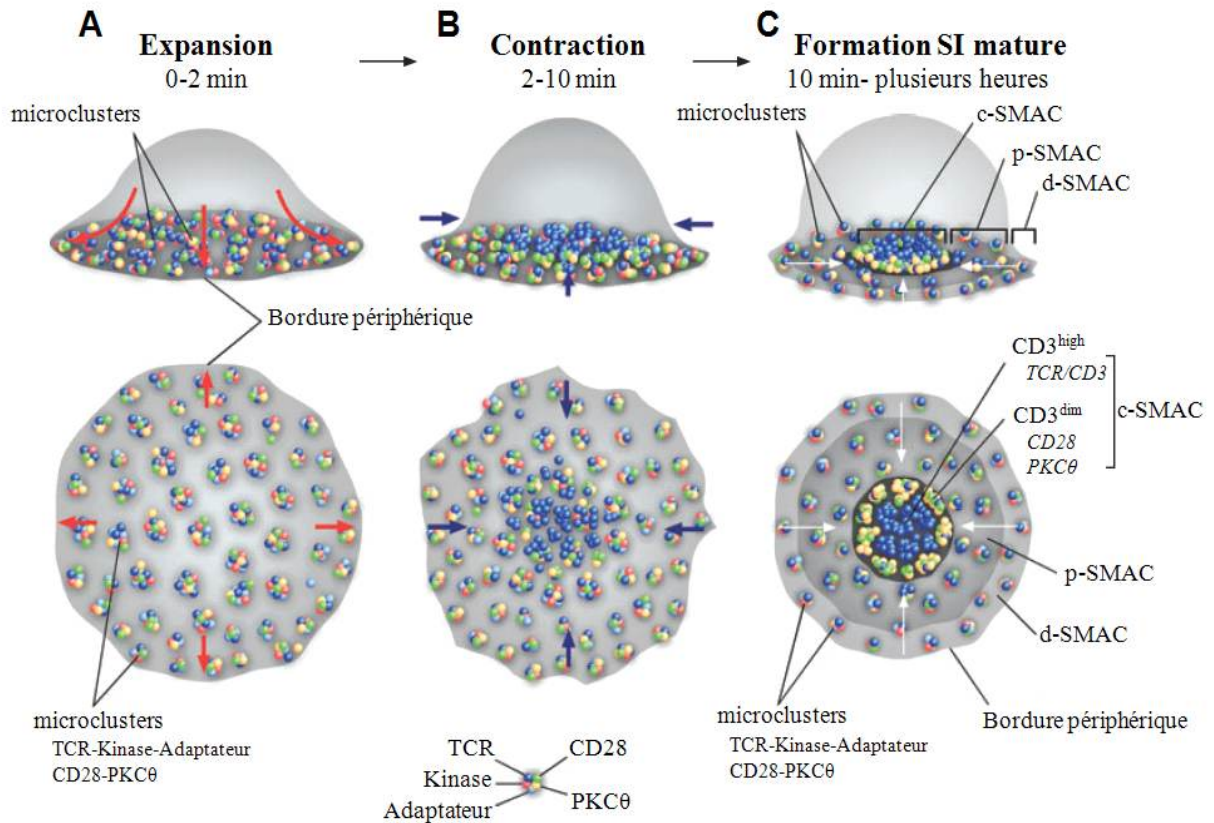 A
Expansion
0-2 min
B
Contraction
2-10 min
C
Formation SI mature
10 min- plusieurs heures
microclusters
microclusters
c-SMAC
p-SMAC
d-SMAC
Bordure périphérique
CD3high
TCR/CD3
CD3dim
CD28
PKCθ
c-SMAC
p-SMAC
d-SMAC
Bordure périphérique
microclusters
TCR-Kinase-Adaptateur
CD28-PKCθ
TCR
CD28
Kinase
Adaptateur
PKCθ
microclusters
TCR-Kinase-Adaptateur
CD28-PKCθ